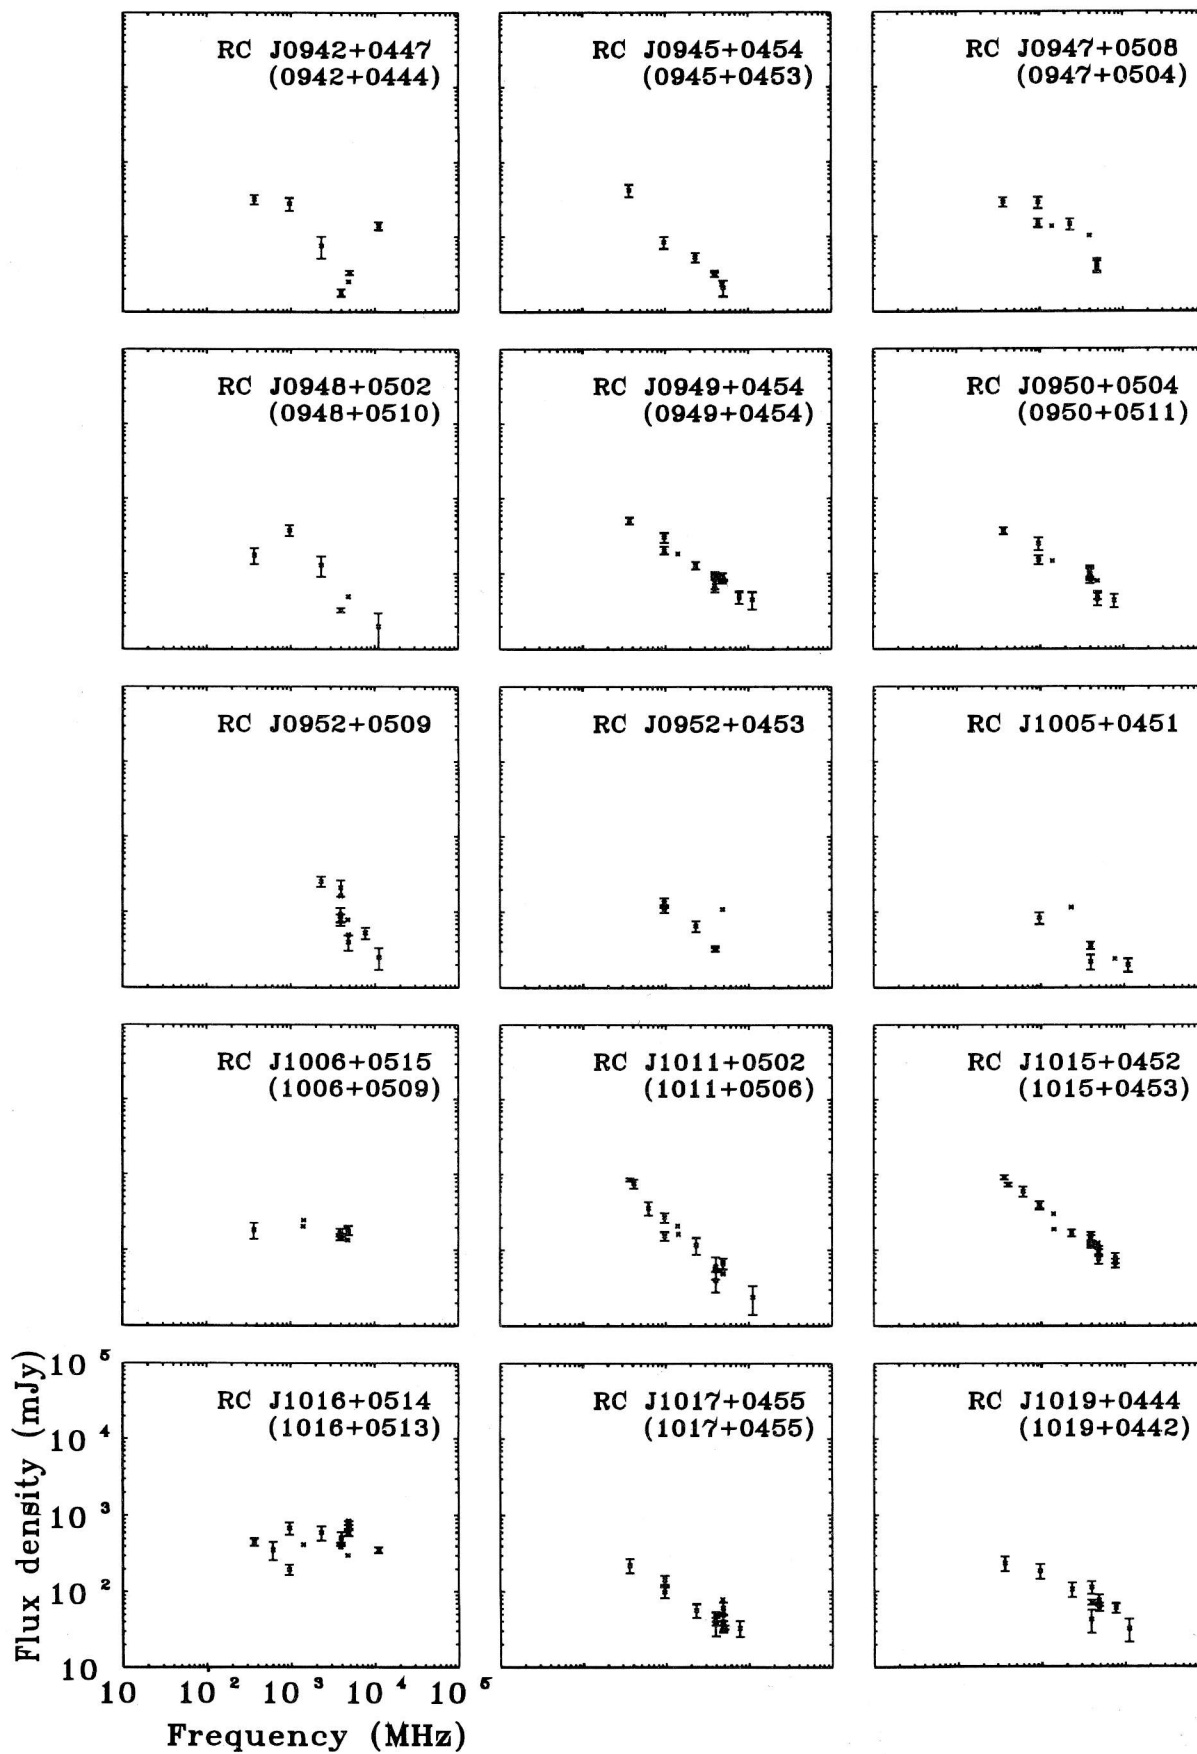 RC J0942+0447
(0942+0444)
RC J0945+0454
(0945+0453)
RC J0947+0508
(0947+0504)
RC J0948+0502
(0948+0510)
RC J0949+0454
(0949+0454)
RC J0950+0504
(0950+0511)
RC J0952+0509
RC J0952+0453
RC J1005+0451
RC J1006+0515
(1006+0509)
RC J1011+0502
(1011+0506)
RC J1015+0452
(1015+0453)
RC J1016+0514
(1016+0513)
RC J1017+0455
(1017+0455)
RC J1019+0444
(1019+0442)
Flux density (mJy)
10 5
10 4
10 3
10 2
10
10 10 2 10 3 10 4 10 5
Frequency (MHz)